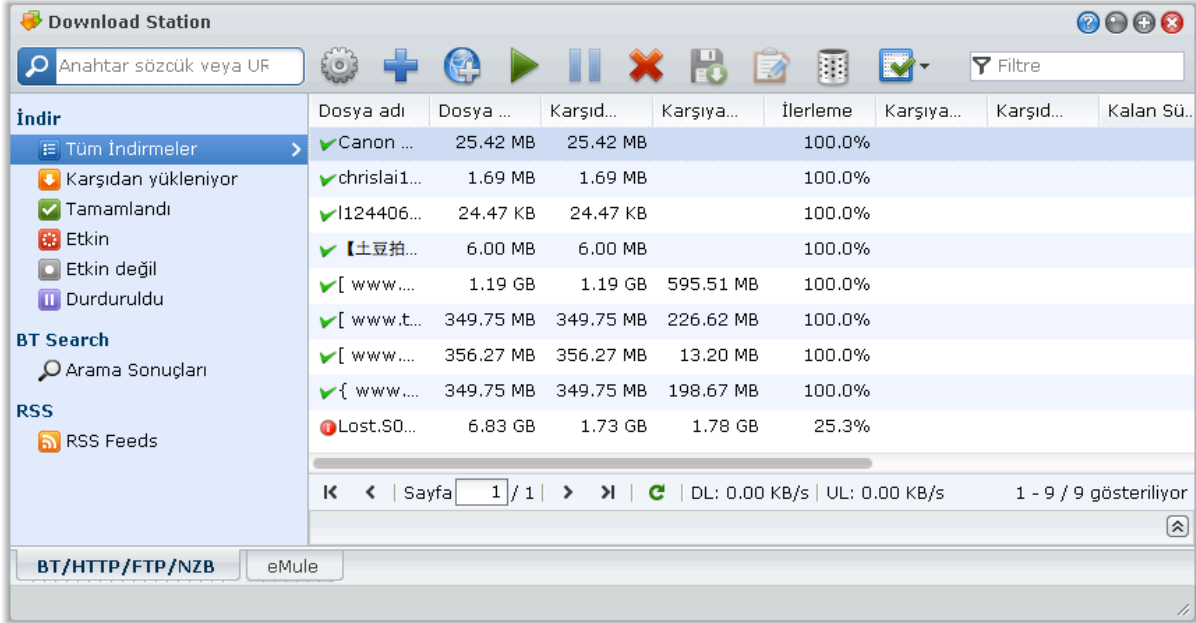 Download Station
Anahtar sözcük veya UF
Filtre
İndir
Tüm İndirmeler
Karşıdan yükleniyor
Tamamlandı
Etkin
Etkin değil
Durduruldu
BT Search
Arama Sonuçları
RSS
RSS Feeds
Dosya adı Dosya ... Karşıd... Karşıya... İlerleme Karşıya... Karşıd... Kalan Sü...
Canon ... 25.42 MB 25.42 MB 100.0%
chrislai1... 1.69 MB 1.69 MB 100.0%
l124406... 24.47 KB 24.47 KB 100.0%
【土豆拍... 6.00 MB 6.00 MB 100.0%
[ www.... 1.19 GB 1.19 GB 595.51 MB 100.0%
[ www.t... 349.75 MB 349.75 MB 226.62 MB 100.0%
[ www.... 356.27 MB 356.27 MB 13.20 MB 100.0%
{ www.... 349.75 MB 349.75 MB 198.67 MB 100.0%
Lost.S0... 6.83 GB 1.73 GB 1.78 GB 25.3%
Sayfa 1 / 1 DL: 0.00 KB/s UL: 0.00 KB/s 1 - 9 / 9 gösteriliyor
BT/HTTP/FTP/NZB eMule